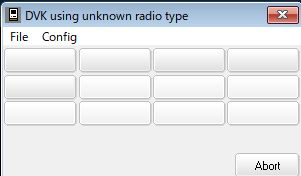 DVK using unknown radio type
File Config
Abort